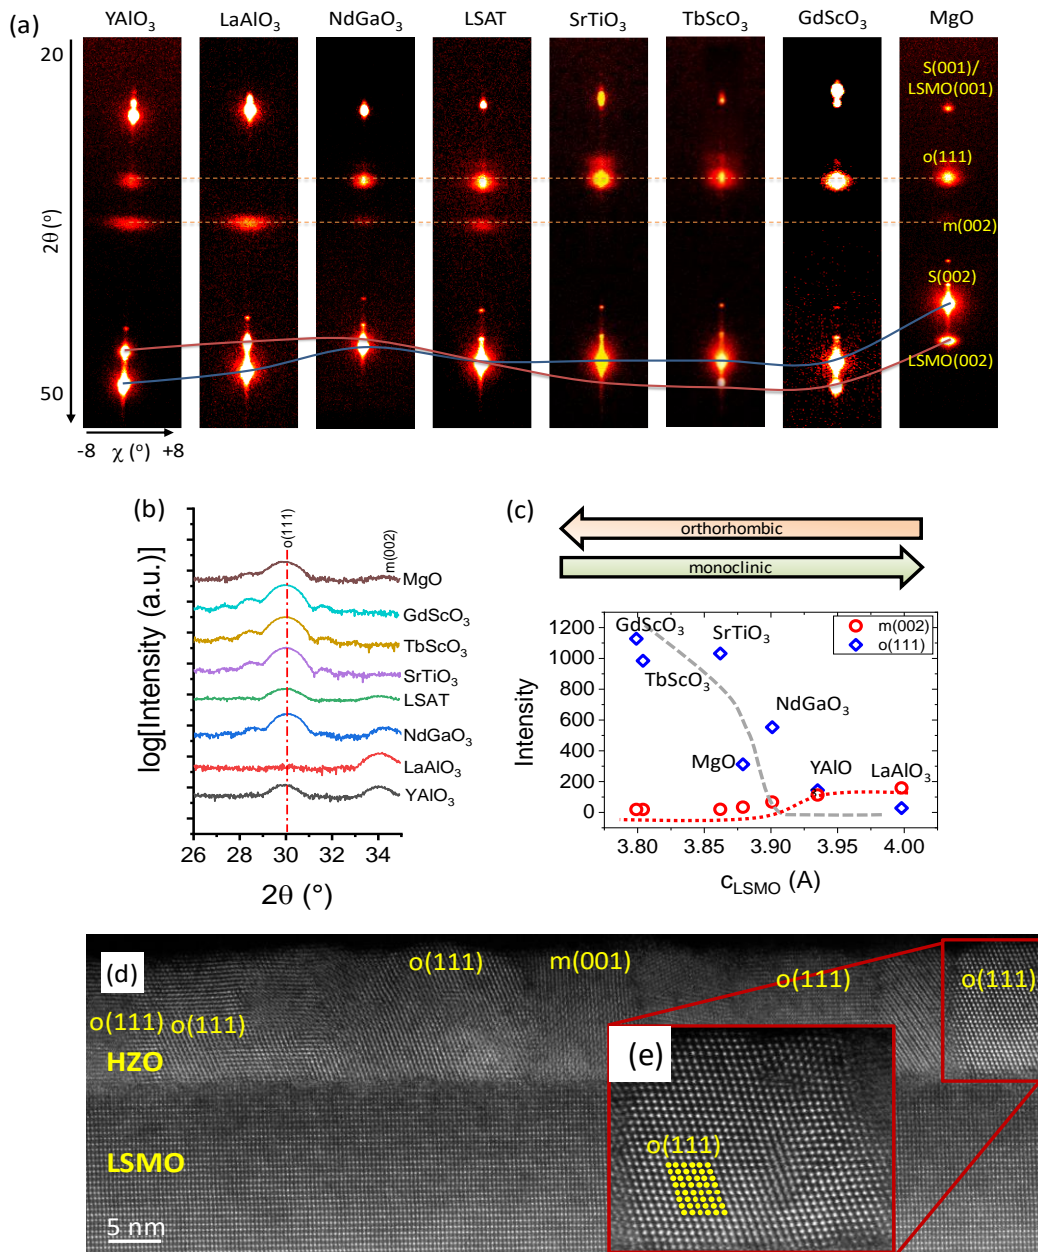 (a)
YAlO3 LaAlO3 NdGaO3 LSAT SrTiO3 TbScO3 GdScO3 MgO
20
S(001)/
LSMO(001)
o(111)
m(002)
2θ (°)
S(002)
LSMO(002)
50
-8 χ (°) +8
(b)
o(111)
m(002)
MgO
GdScO3
TbScO3
SrTiO3
LSAT
NdGaO3
LaAlO3
YAlO3
log[Intensity (a.u.)]
26 28 30 32 34
2θ (°)
(c)
orthorhombic
monoclinic
1200
1000
800
600
400
200
0
Intensity
GdScO3
SrTiO3
m(002)
o(111)
TbScO3
NdGaO3
MgO
YAlO
LaAlO3
3.80 3.85 3.90 3.95 4.00
cLSMO (A)
(d)
o(111)
m(001)
o(111)
o(111)
o(111)
o(111)
HZO
(e)
o(111)
LSMO
5 nm